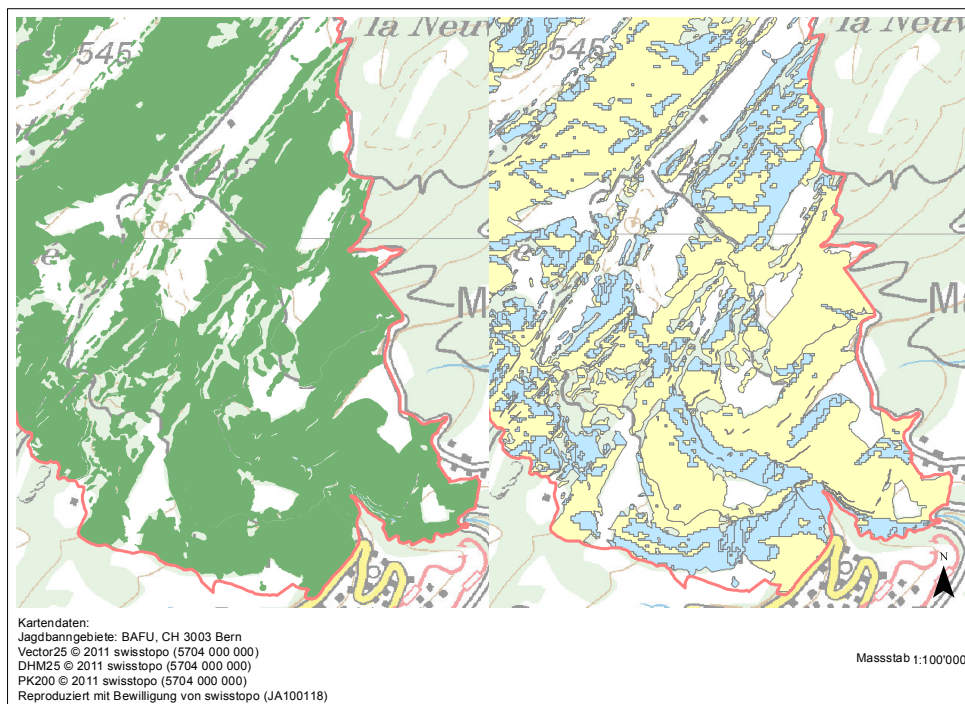 la Neuv
545
la Neuv
545
M
M
N
Kartendaten:
Jagdbanngebiete: BAFU, CH 3003 Bern
Vector25 © 2011 swisstopo (5704 000 000)
DHM25 © 2011 swisstopo (5704 000 000)
PK200 © 2011 swisstopo (5704 000 000)
Reproduziert mit Bewilligung von swisstopo (JA100118)
Massstab 1:100'000